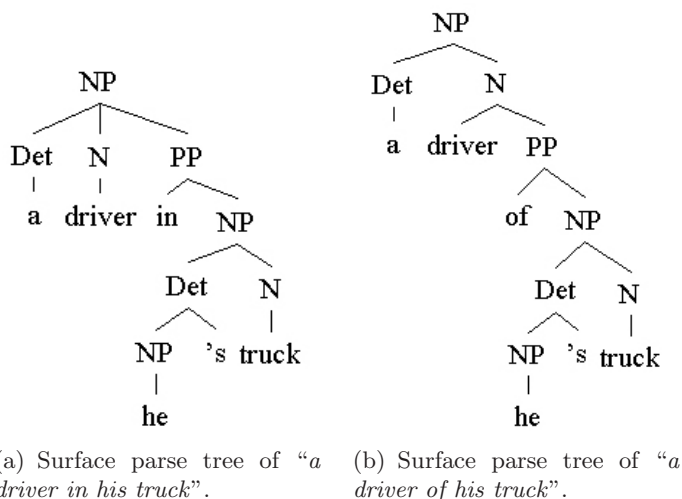 NP
Det N PP
a driver in NP
Det N
NP 's truck
he
(a) Surface parse tree of "a
driver in his truck".
NP
Det N
a driver PP
of NP
Det N
NP 's truck
he
(b) Surface parse tree of "a
driver of his truck".